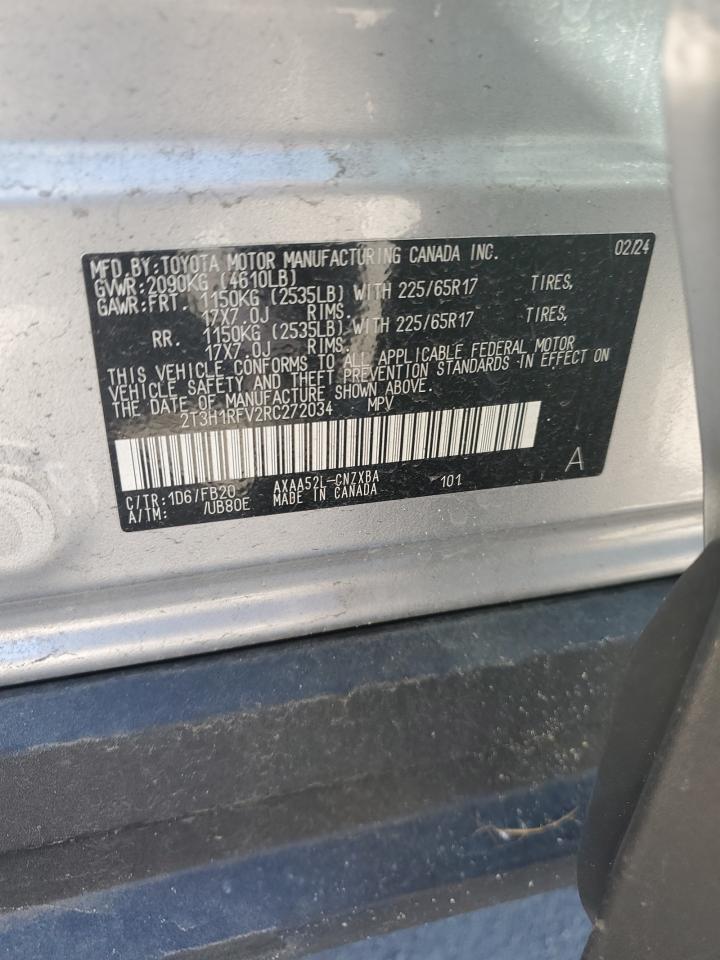 MFD.BY:TOYOTA MOTOR MANUFACTURING CANADA INC. 02/24
GVWR:2090KG (4610LB)
GAWR:FRT. 1150KG (2535LB) WITH 225/65R17 TIRES,
17X7.0J RIMS.
RR. 1150KG (2535LB) WITH 225/65R17 TIRES,
17X7.0J RIMS.
THIS VEHICLE CONFORMS TO ALL APPLICABLE FEDERAL MOTOR
VEHICLE SAFETY AND THEFT PREVENTION STANDARDS IN EFFECT ON
THE DATE OF MANUFACTURE SHOWN ABOVE.
2T3H1RFV2RC272034 MPV
A
C/TR:1D6/FB20 AXAA52L-CNZXBA 101
A/TM: /UB80E MADE IN CANADA